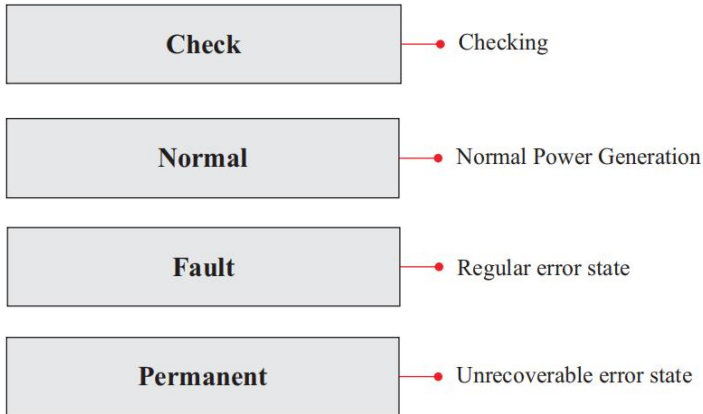 Check
Checking
Normal
Normal Power Generation
Fault
Regular error state
Permanent
Unrecoverable error state